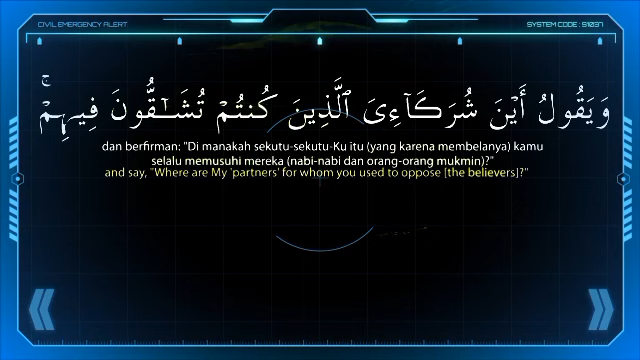 CIVIL EMERGENCY ALERT
SYSTEM CODE : S1037
وَيَقُولُ أَيْنَ شُرَكَآءِىَ ٱلَّذِينَ كُنتُمْ تُشَـٰٓقُّونَ فِيهِمْ ۚ
dan berfirman: "Di manakah sekutu-sekutu-Ku itu (yang karena membelanya) kamu
selalu memusuhi mereka (nabi-nabi dan orang-orang mukmin)?"
and say, "Where are My 'partners' for whom you used to oppose [the believers]?"